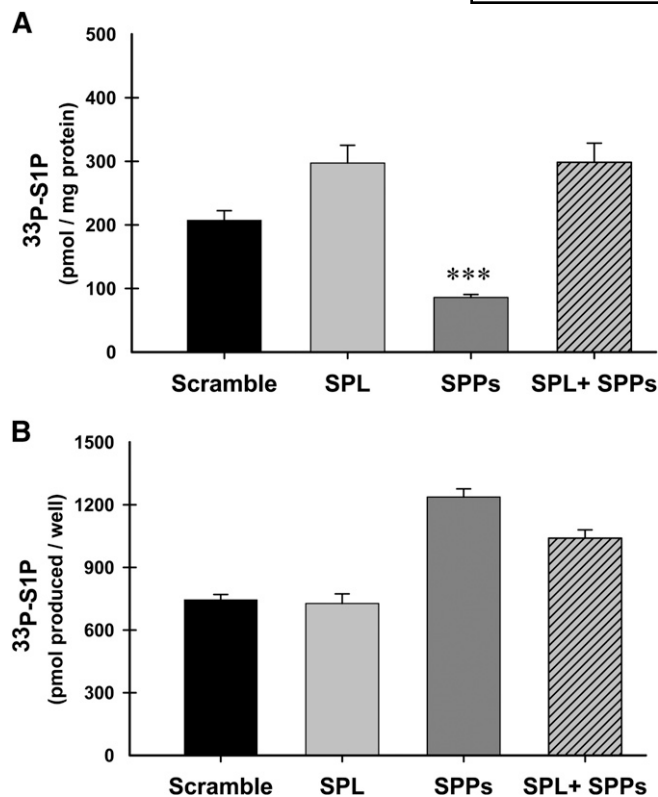 A
500
400
300
200
100
0
33P-S1P
(pmol / mg protein)
***
Scramble SPL SPPs SPL+ SPPs
B
1500
1200
900
600
300
0
33P-S1P
(pmol produced / well)
Scramble SPL SPPs SPL+ SPPs